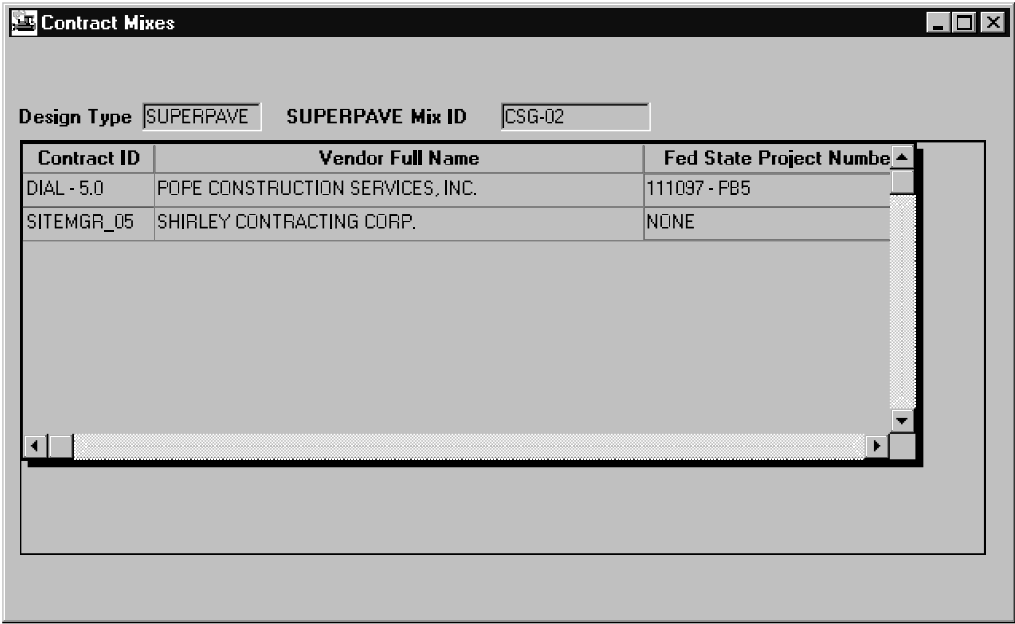 Contract Mixes
Design Type SUPERPAVE SUPERPAVE Mix ID CSG-02
Contract ID Vendor Full Name Fed State Project Numbe
DIAL - 5.0 POPE CONSTRUCTION SERVICES, INC. 111097 - PB5
SITEMGR_05 SHIRLEY CONTRACTING CORP. NONE